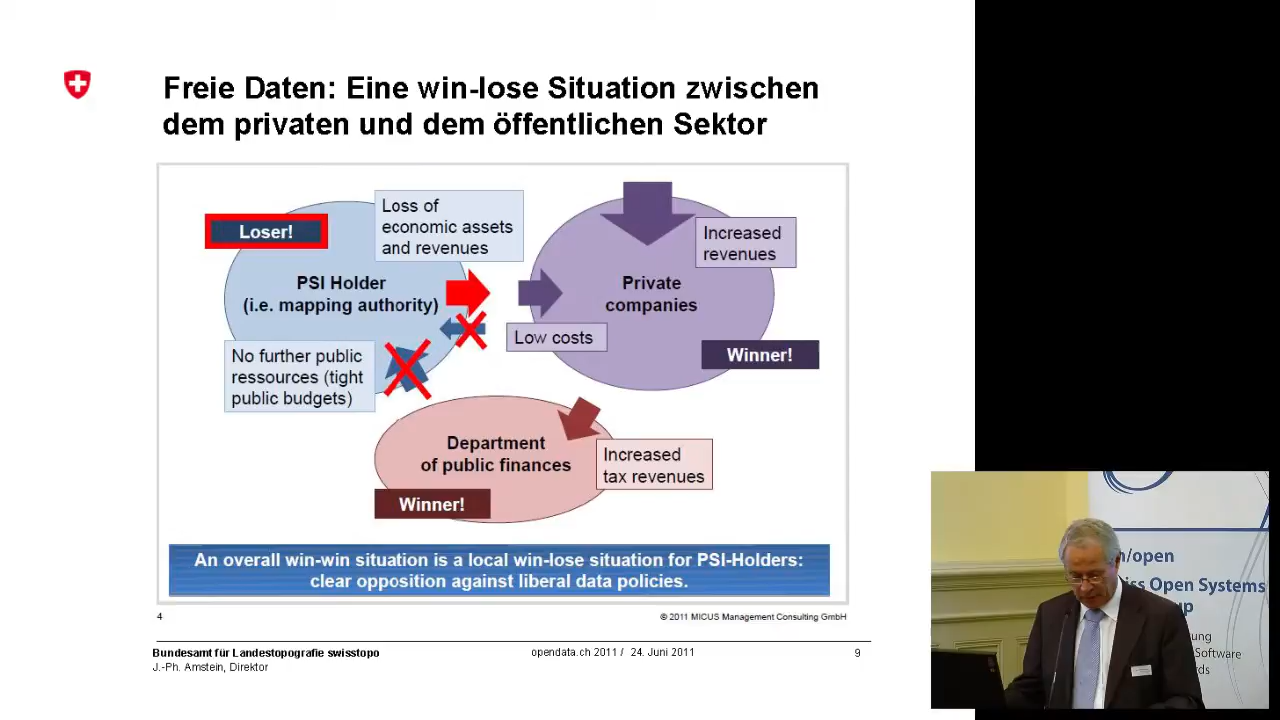 Freie Daten: Eine win-lose Situation zwischen
dem privaten und dem öffentlichen Sektor
Loser!
Loss of
economic assets
and revenues
PSI Holder
(i.e. mapping authority)
No further public
ressources (tight
public budgets)
Increased
revenues
Private
companies
Low costs
Winner!
Department
of public finances
Increased
tax revenues
Winner!
An overall win-win situation is a local win-lose situation for PSI-Holders:
clear opposition against liberal data policies.
4
© 2011 MICUS Management Consulting GmbH
Bundesamt für Landestopografie swisstopo
J.-Ph. Amstein, Direktor
opendata.ch 2011 / 24. Juni 2011
9
/open
Open Systems
Software